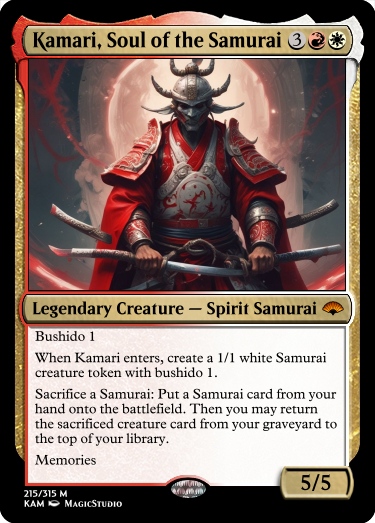 Kamari, Soul of the Samurai 3
Legendary Creature — Spirit Samurai
Bushido 1
When Kamari enters, create a 1/1 white Samurai
creature token with bushido 1.
Sacrifice a Samurai: Put a Samurai card from your
hand onto the battlefield. Then you may return
the sacrificed creature card from your graveyard to
the top of your library.
Memories
5/5
215/315 M
KAM MagicStudio